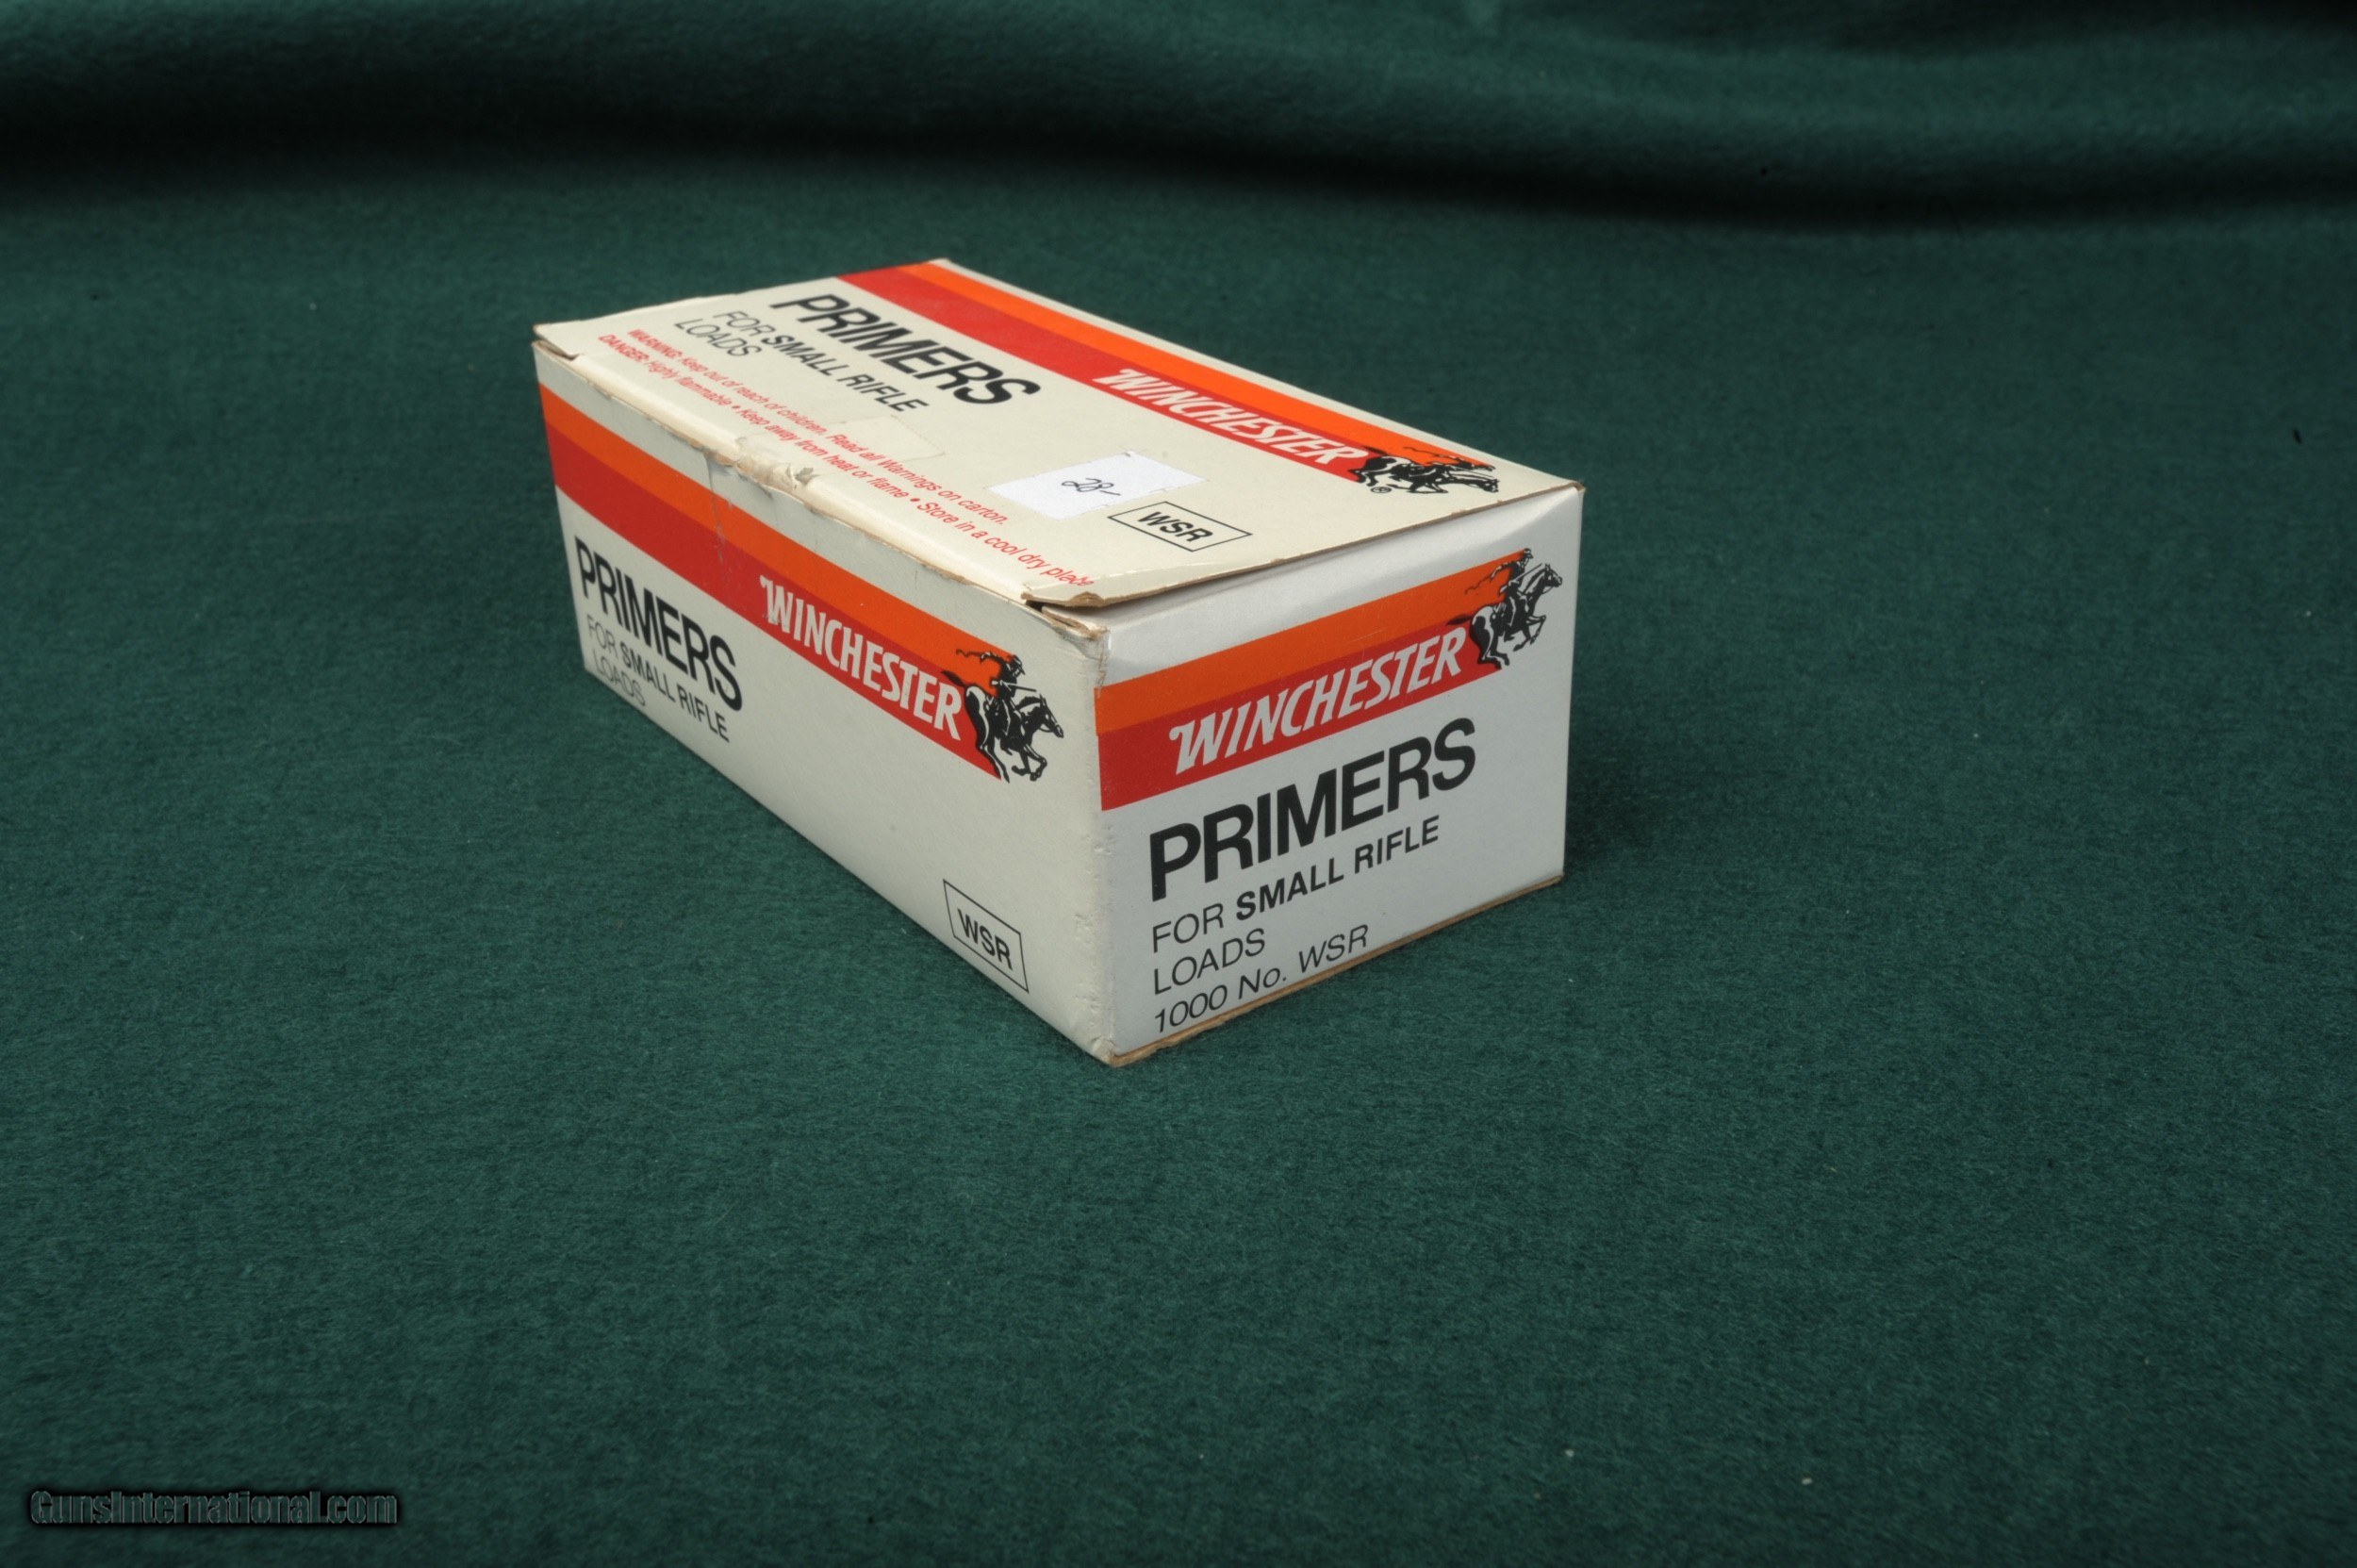 PRIMERS
FOR SMALL RIFLE
LOADS
WARNING: Keep out of reach of children. Read all Warnings on carton.
DANGER: Highly flammable • Keep away from heat or flame • Store in a cool dry place
WINCHESTER
®
28-
WSR
WINCHESTER
PRIMERS
FOR SMALL RIFLE
LOADS
WSR
WINCHESTER
PRIMERS
FOR SMALL RIFLE
LOADS
1000 No. WSR
GunsInternational.com